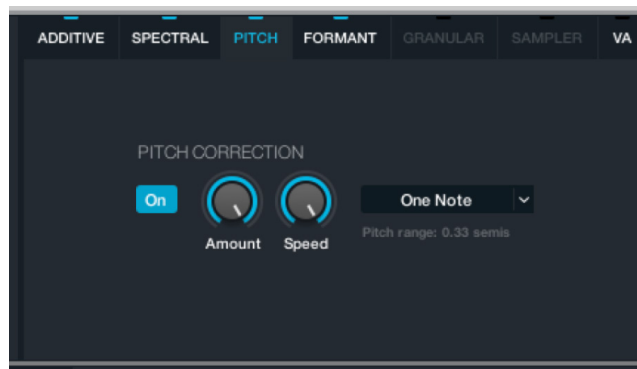 ADDITIVE SPECTRAL PITCH FORMANT GRANULAR SAMPLER VA
PITCH CORRECTION
On One Note
Amount Speed Pitch range: 0.33 semis